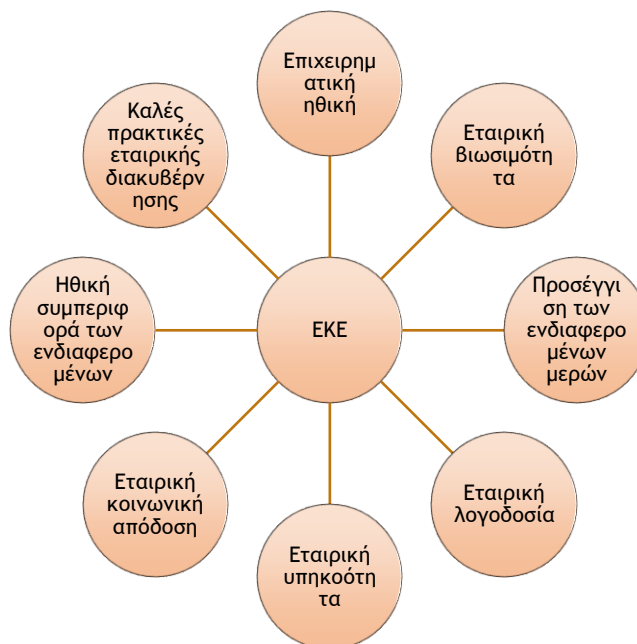 Επιχειρημ
ατική
ηθική
Εταιρική
βιωσιμότη
τα
Προσέγγι
ση των
ενδιαφερο
μένων
μερών
Εταιρική
λογοδοσία
Εταιρική
υπηκοότη
τα
Εταιρική
κοινωνική
απόδοση
Ηθική
συμπεριφ
ορά των
ενδιαφερο
μένων
Καλές
πρακτικές
εταιρικής
διακυβέρν
ησης
ΕΚΕ